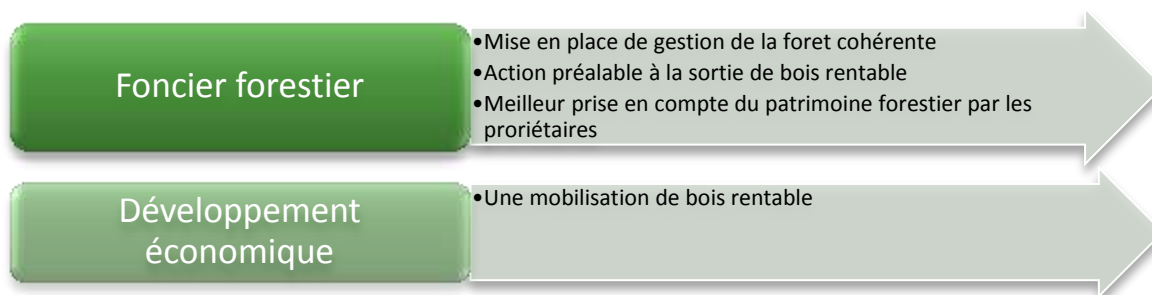 Foncier forestier
•Mise en place de gestion de la foret cohérente
•Action préalable à la sortie de bois rentable
•Meilleur prise en compte du patrimoine forestier par les
proriétaires
Développement
économique
•Une mobilisation de bois rentable